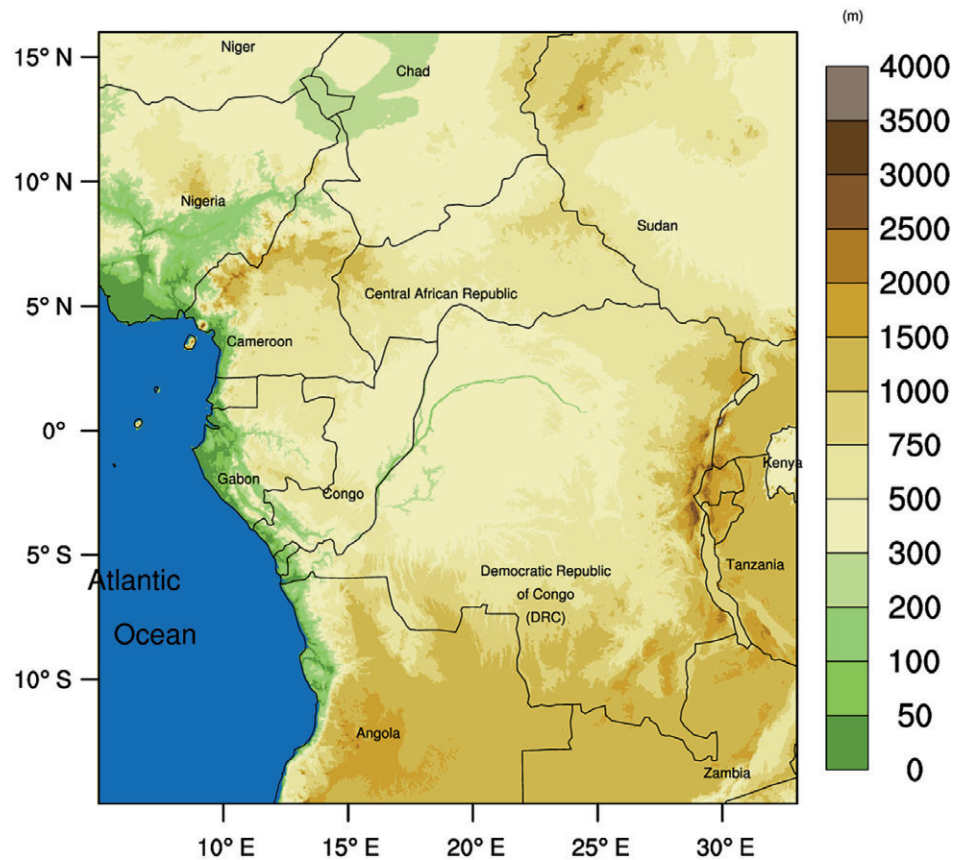 (m)
15° N
10° N
5° N
0°
5° S
10° S
Niger
Chad
Nigeria
Sudan
Central African Republic
Cameroon
Kenya
Gabon
Congo
Tanzania
Democratic Republic
of Congo
(DRC)
Atlantic
Ocean
Angola
Zambia
10° E
15° E
20° E
25° E
30° E
4000
3500
3000
2500
2000
1500
1000
750
500
300
200
100
50
0